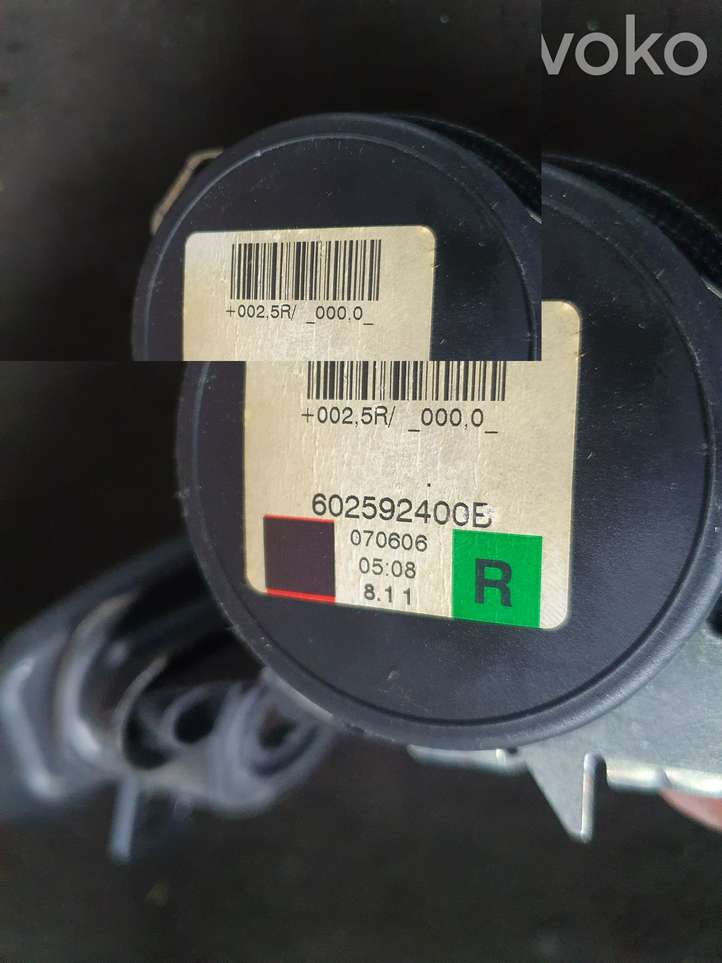 voko
+002,5R/ _000,0_
+002,5R/ _000,0_
602592400B
070606
05:08
8.11
R